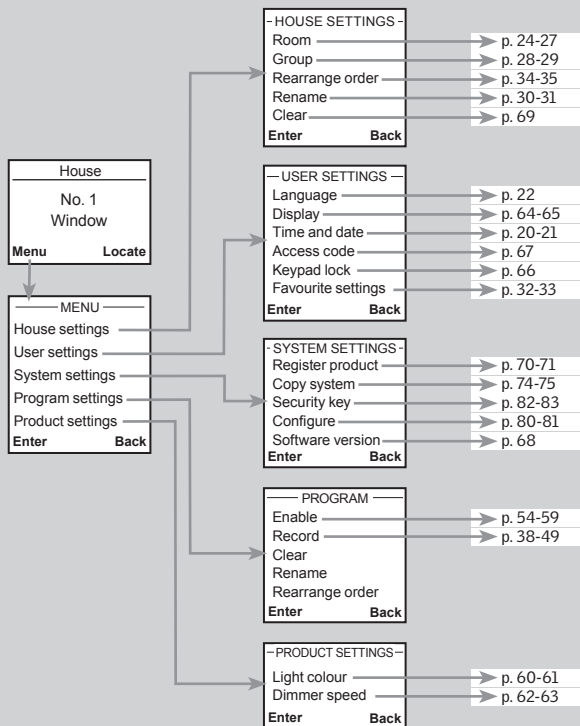 House
No. 1
Window
Menu Locate
MENU
House settings
User settings
System settings
Program settings
Product settings
Enter Back
- HOUSE SETTINGS -
Room p. 24-27
Group p. 28-29
Rearrange order p. 34-35
Rename p. 30-31
Clear p. 69
Enter Back
USER SETTINGS
Language p. 22
Display p. 64-65
Time and date p. 20-21
Access code p. 67
Keypad lock p. 66
Favourite settings p. 32-33
Enter Back
- SYSTEM SETTINGS -
Register product p. 70-71
Copy system p. 74-75
Security key p. 82-83
Configure p. 80-81
Software version p. 68
Enter Back
PROGRAM
Enable p. 54-59
Record p. 38-49
Clear
Rename
Rearrange order
Enter Back
PRODUCT SETTINGS
Light colour p. 60-61
Dimmer speed p. 62-63
Enter Back